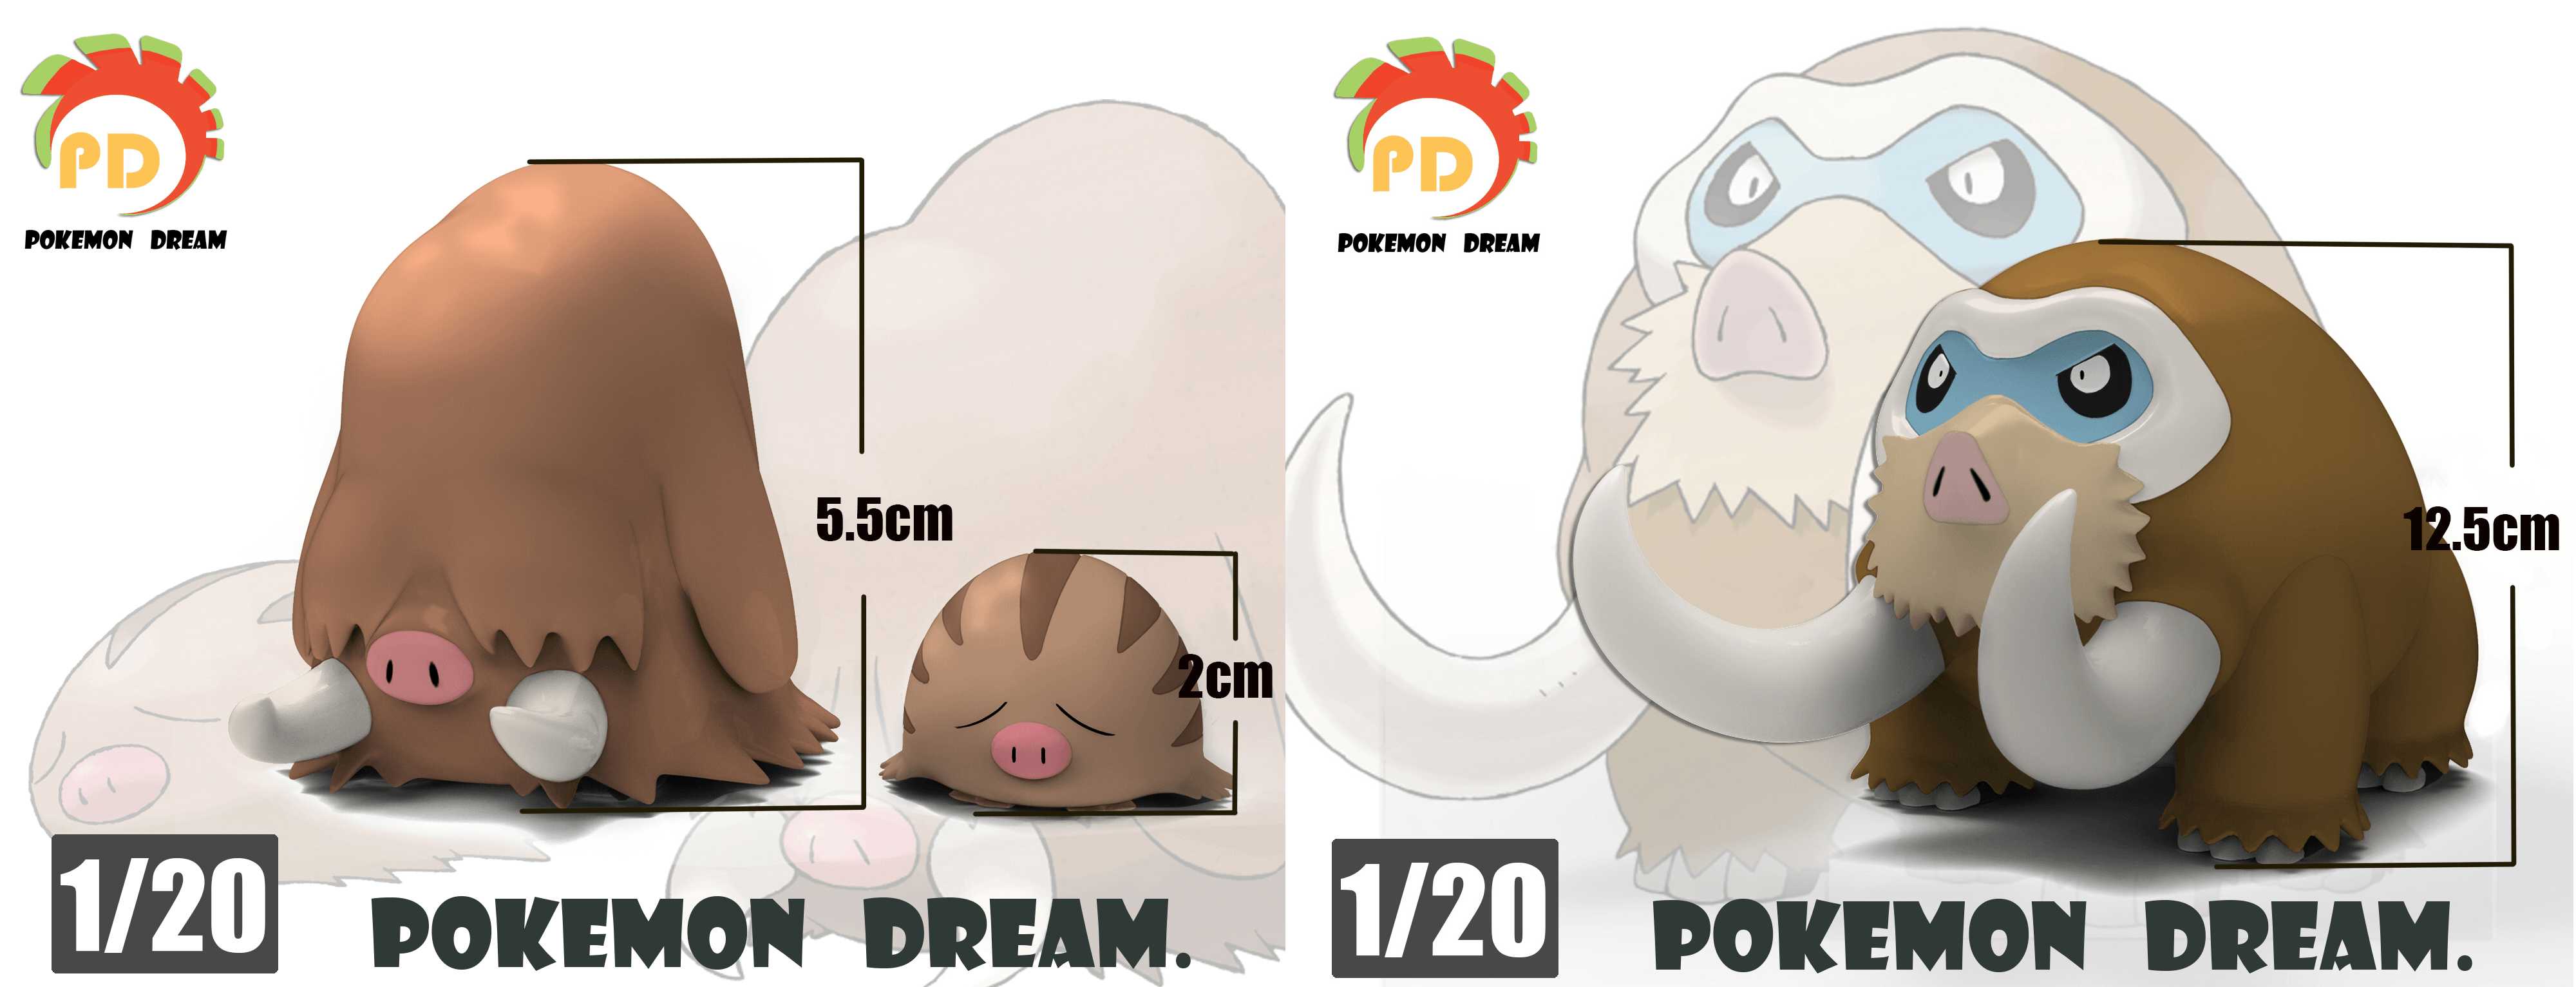 PD
POKEMON DREAM
5.5cm
2cm
1/20
POKEMON DREAM.
PD
POKEMON DREAM
12.5cm
1/20
POKEMON DREAM.